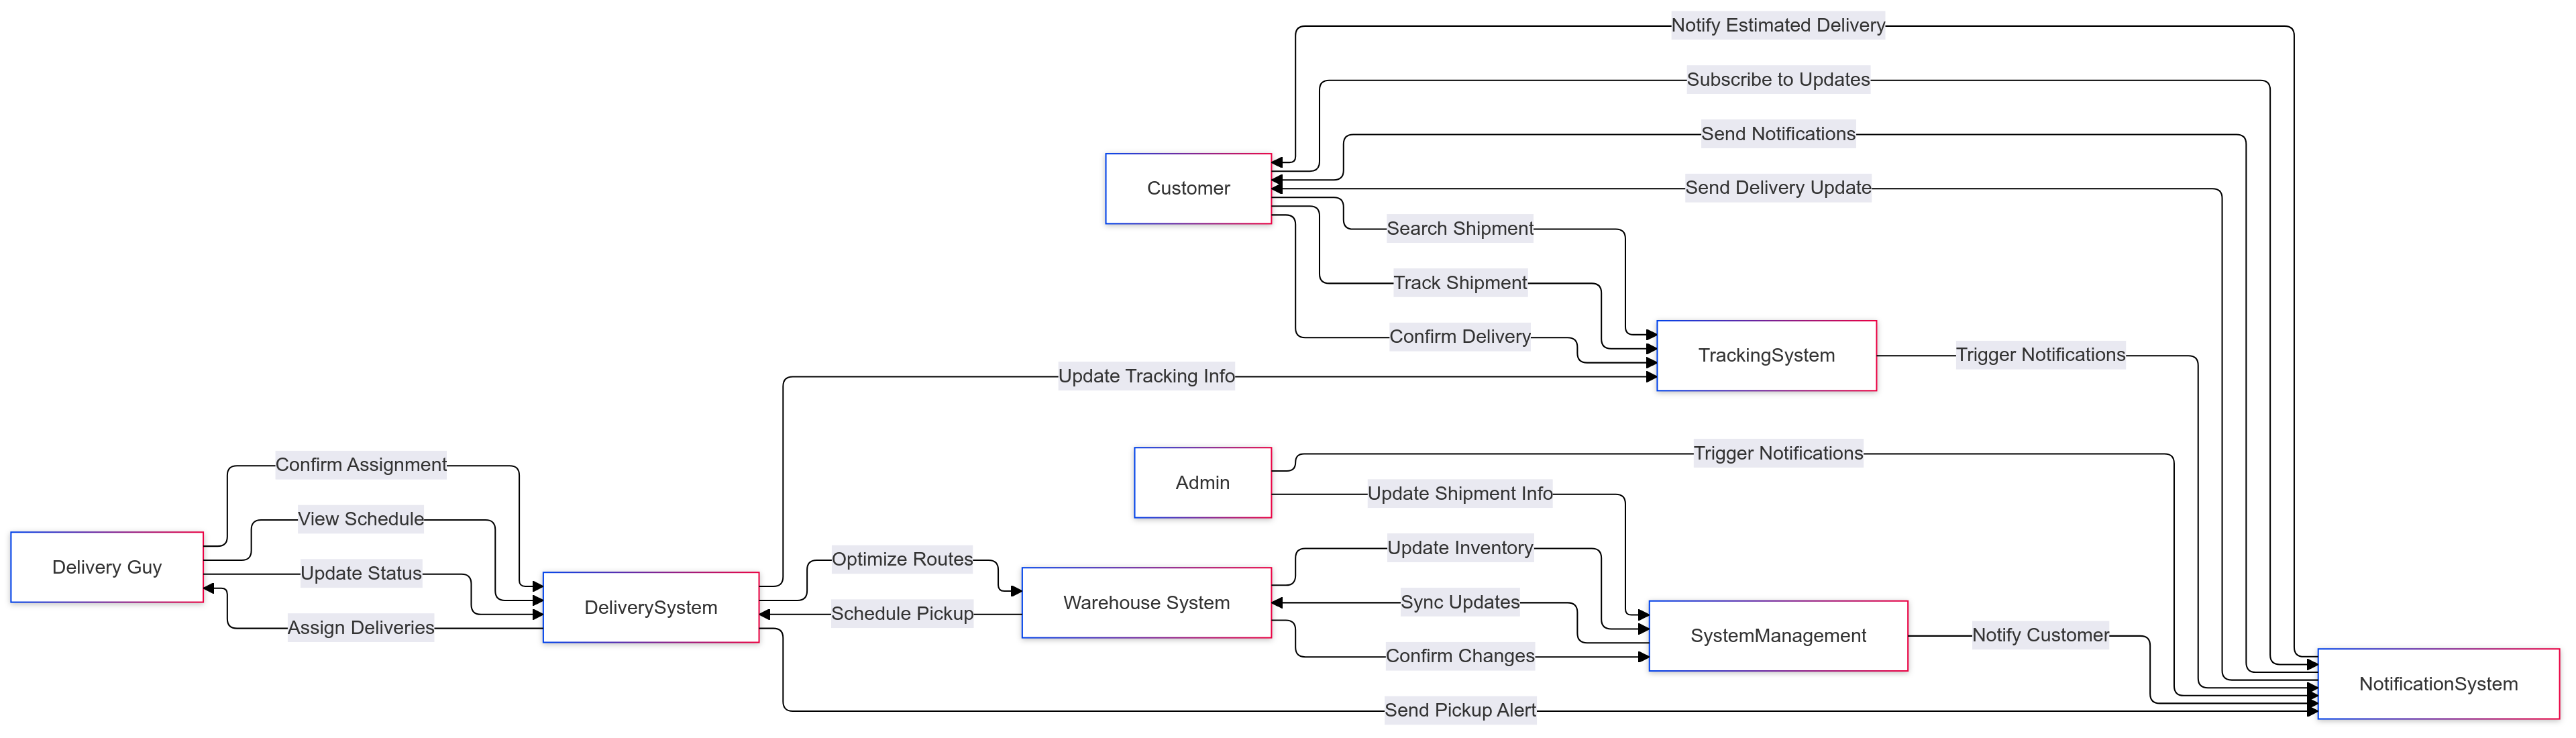 Notify Estimated Delivery
Subscribe to Updates
Send Notifications
Customer
Send Delivery Update
Search Shipment
Track Shipment
Confirm Delivery
TrackingSystem
Trigger Notifications
Update Tracking Info
Confirm Assignment
Admin
Trigger Notifications
Update Shipment Info
View Schedule
Delivery Guy
Update Status
Assign Deliveries
DeliverySystem
Optimize Routes
Schedule Pickup
Warehouse System
Update Inventory
Sync Updates
Confirm Changes
SystemManagement
Notify Customer
NotificationSystem
Send Pickup Alert